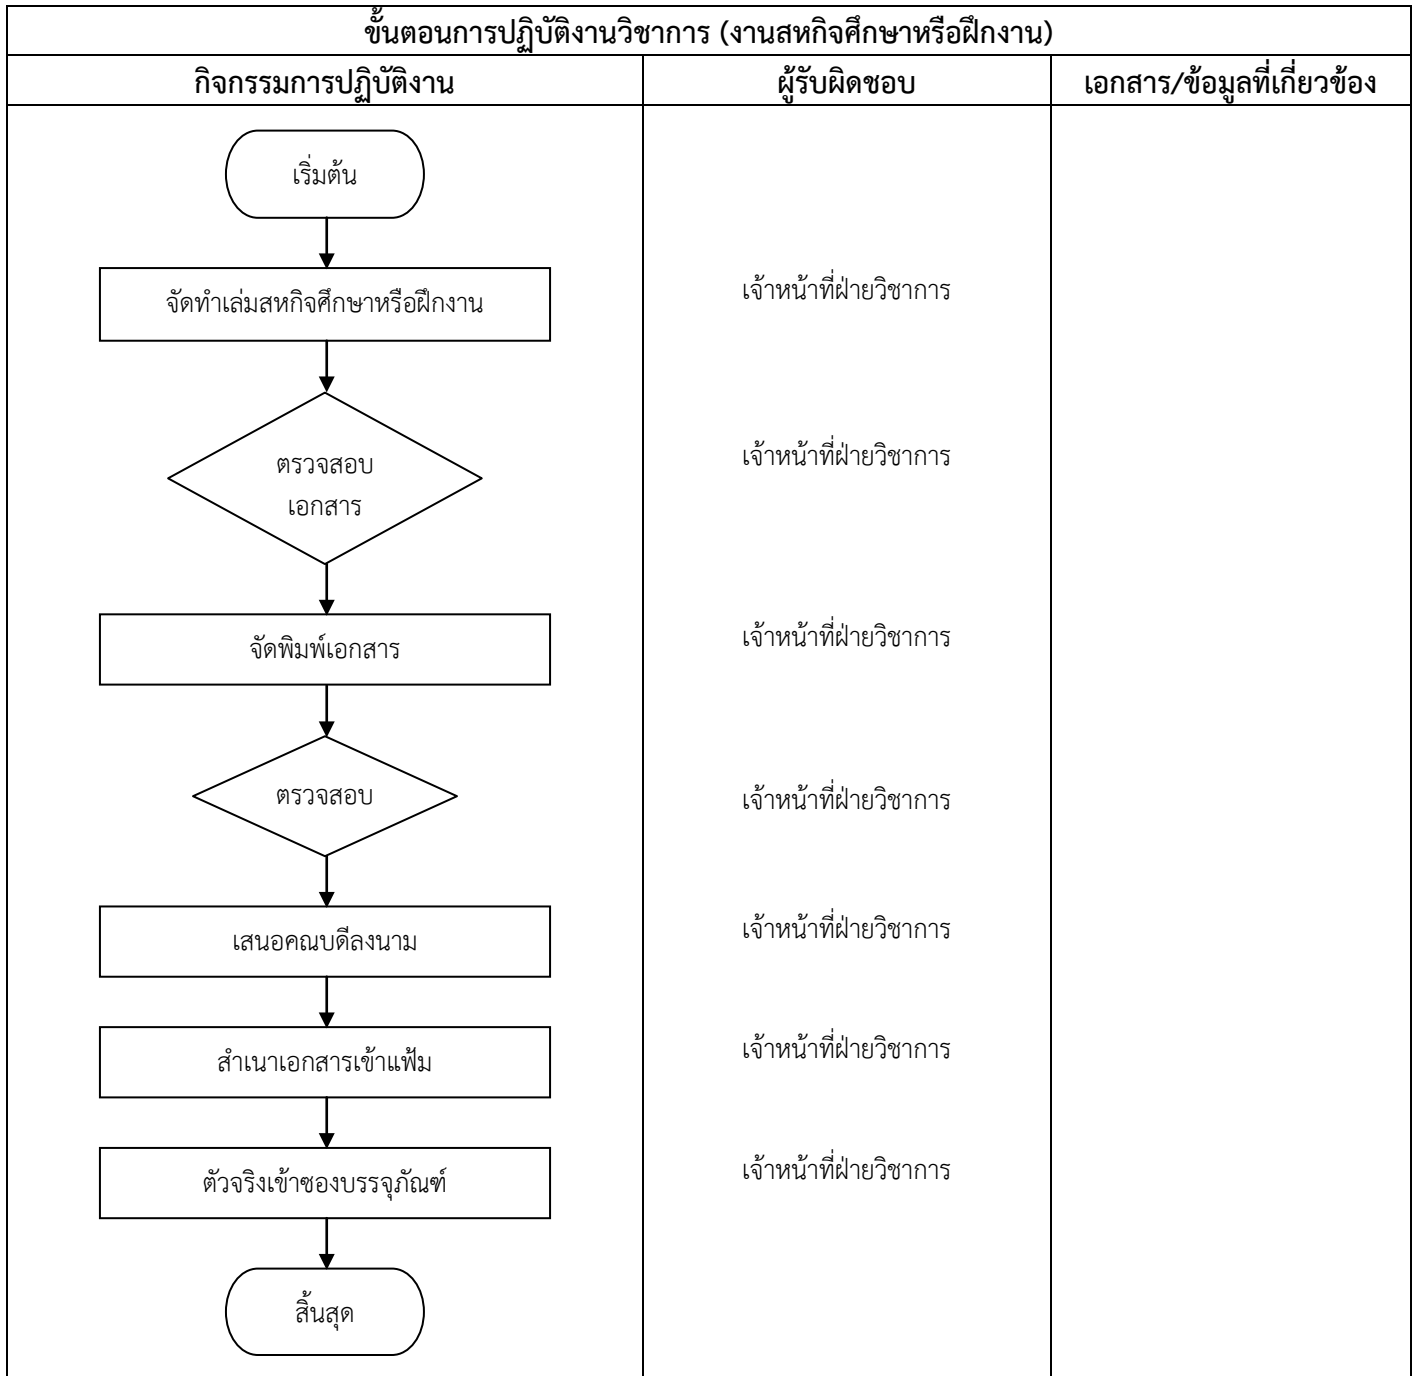 ขั้นตอนการปฏิบัติงานวิชาการ (งานสหกิจศึกษาหรือฝึกงาน)
กิจกรรมการปฏิบัติงาน
ผู้รับผิดชอบ
เอกสาร/ข้อมูลที่เกี่ยวข้อง
เริ่มต้น
จัดทำเล่มสหกิจศึกษาหรือฝึกงาน
เจ้าหน้าที่ฝ่ายวิชาการ
ตรวจสอบ
เอกสาร
เจ้าหน้าที่ฝ่ายวิชาการ
จัดพิมพ์เอกสาร
เจ้าหน้าที่ฝ่ายวิชาการ
ตรวจสอบ
เจ้าหน้าที่ฝ่ายวิชาการ
เสนอคณบดีลงนาม
เจ้าหน้าที่ฝ่ายวิชาการ
สำเนาเอกสารเข้าแฟ้ม
เจ้าหน้าที่ฝ่ายวิชาการ
ตัวจริงเข้าซองบรรจุภัณฑ์
เจ้าหน้าที่ฝ่ายวิชาการ
สิ้นสุด